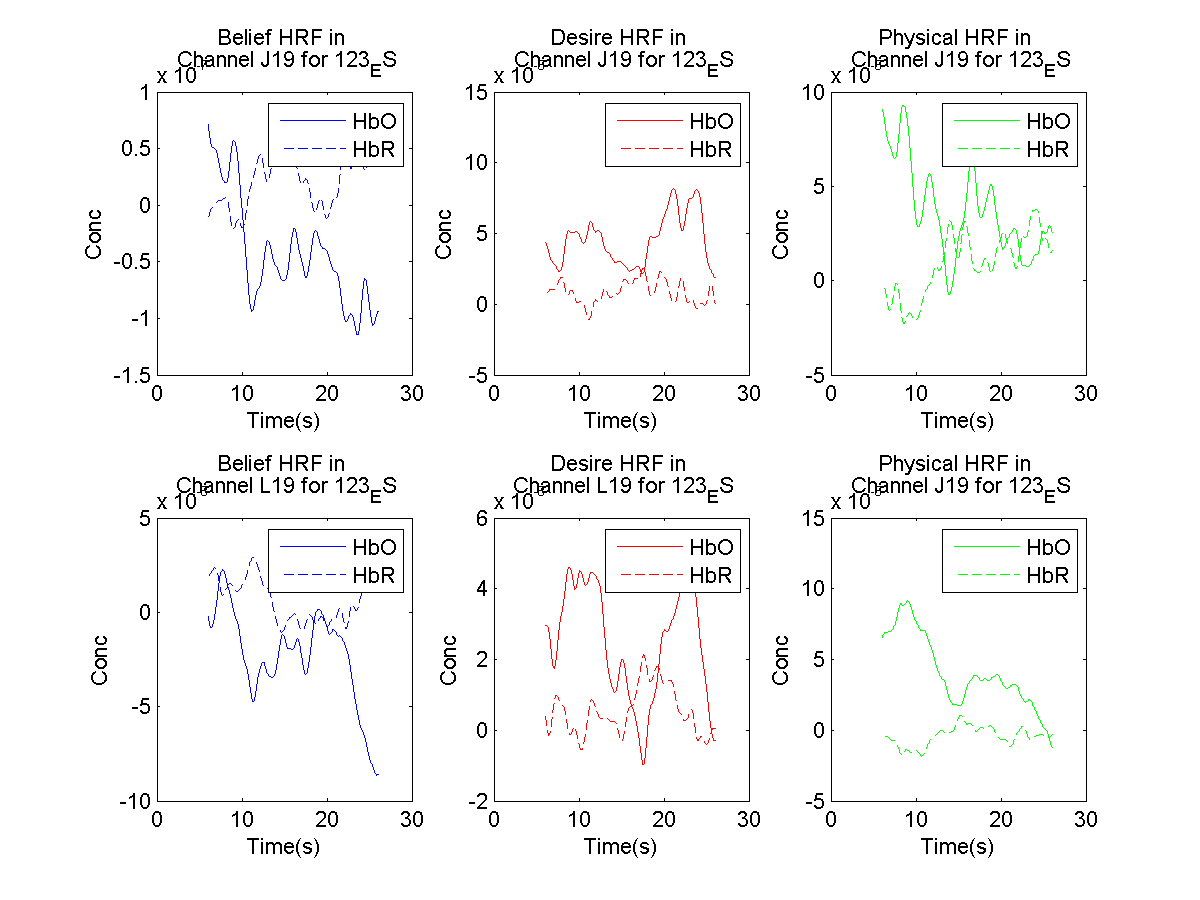 Belief HRF in
Channel J19 for 123_ES
x 10
1
0.5
0
-0.5
-1
-1.5
0
10
20
30
Conc
Time(s)
HbO
HbR
Desire HRF in
Channel J19 for 123_ES
x 10
15
10
5
0
-5
0
10
20
30
Conc
Time(s)
HbO
HbR
Physical HRF in
Channel J19 for 123_ES
x 10
10
5
0
-5
0
10
20
30
Conc
Time(s)
HbO
HbR
Belief HRF in
Channel L19 for 123_ES
x 10
5
0
-5
-10
0
10
20
30
Conc
Time(s)
HbO
HbR
Desire HRF in
Channel L19 for 123_ES
x 10
6
4
2
0
-2
0
10
20
30
Conc
Time(s)
HbO
HbR
Physical HRF in
Channel J19 for 123_ES
x 10
15
10
5
0
-5
0
10
20
30
Conc
Time(s)
HbO
HbR